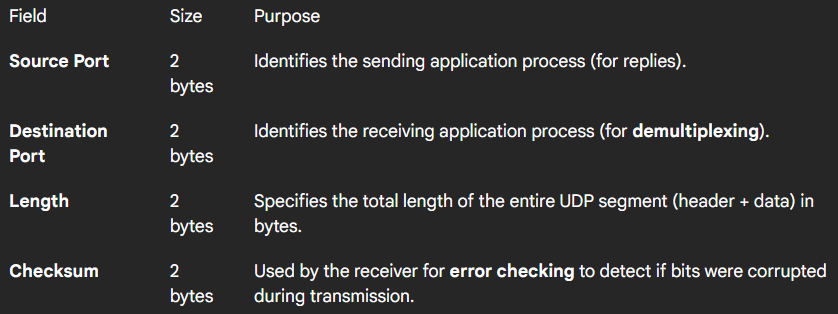 Field Size Purpose
Source Port 2 Identifies the sending application process (for replies).
bytes
Destination 2 Identifies the receiving application process (for demultiplexing).
Port bytes
Length 2 Specifies the total length of the entire UDP segment (header + data) in
bytes bytes.
Checksum 2 Used by the receiver for error checking to detect if bits were corrupted
bytes during transmission.